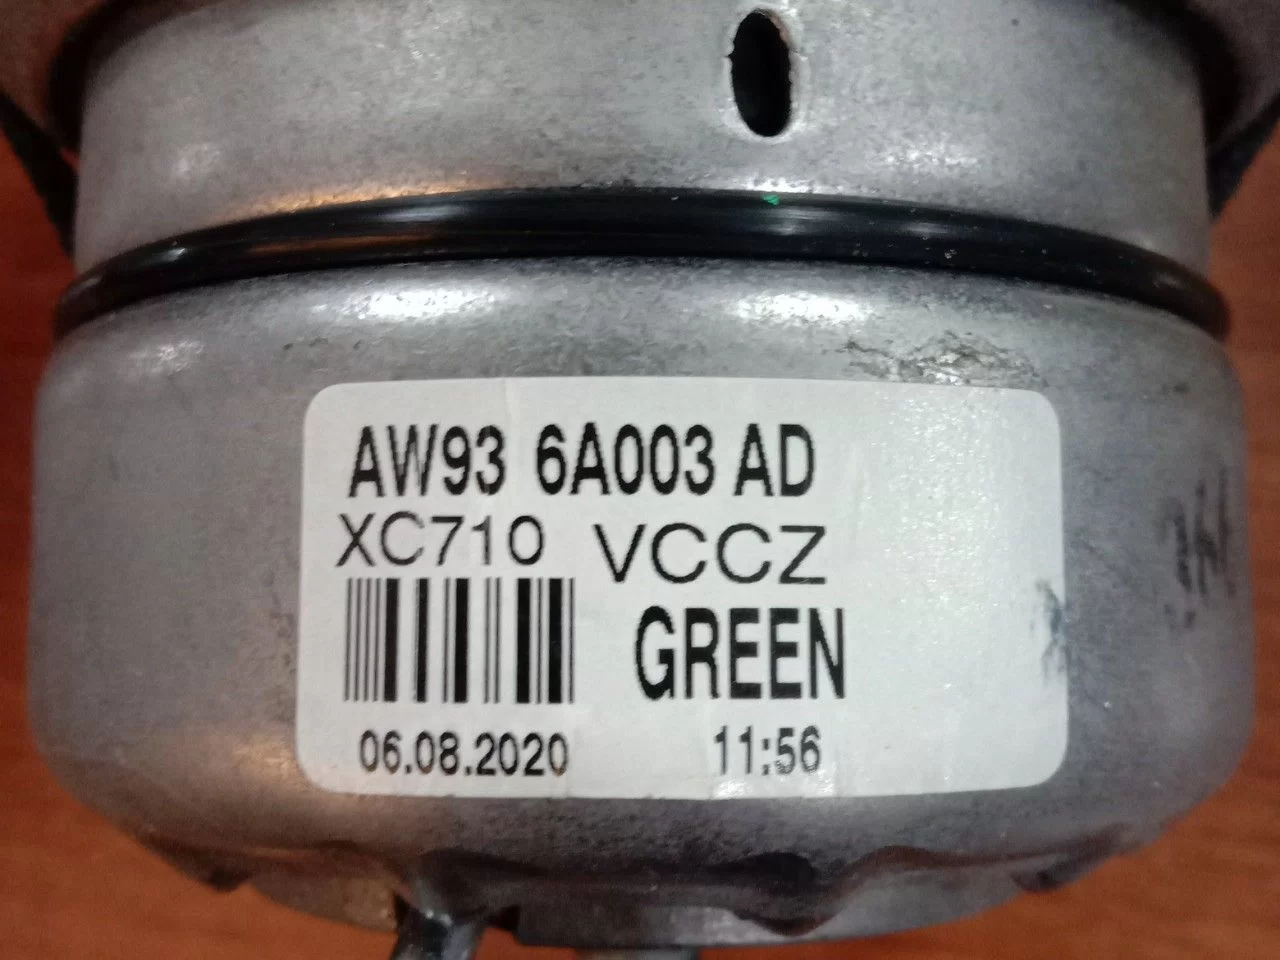 AW93 6A003 AD
XC710 VCCZ
GREEN
06.08.2020 11:56